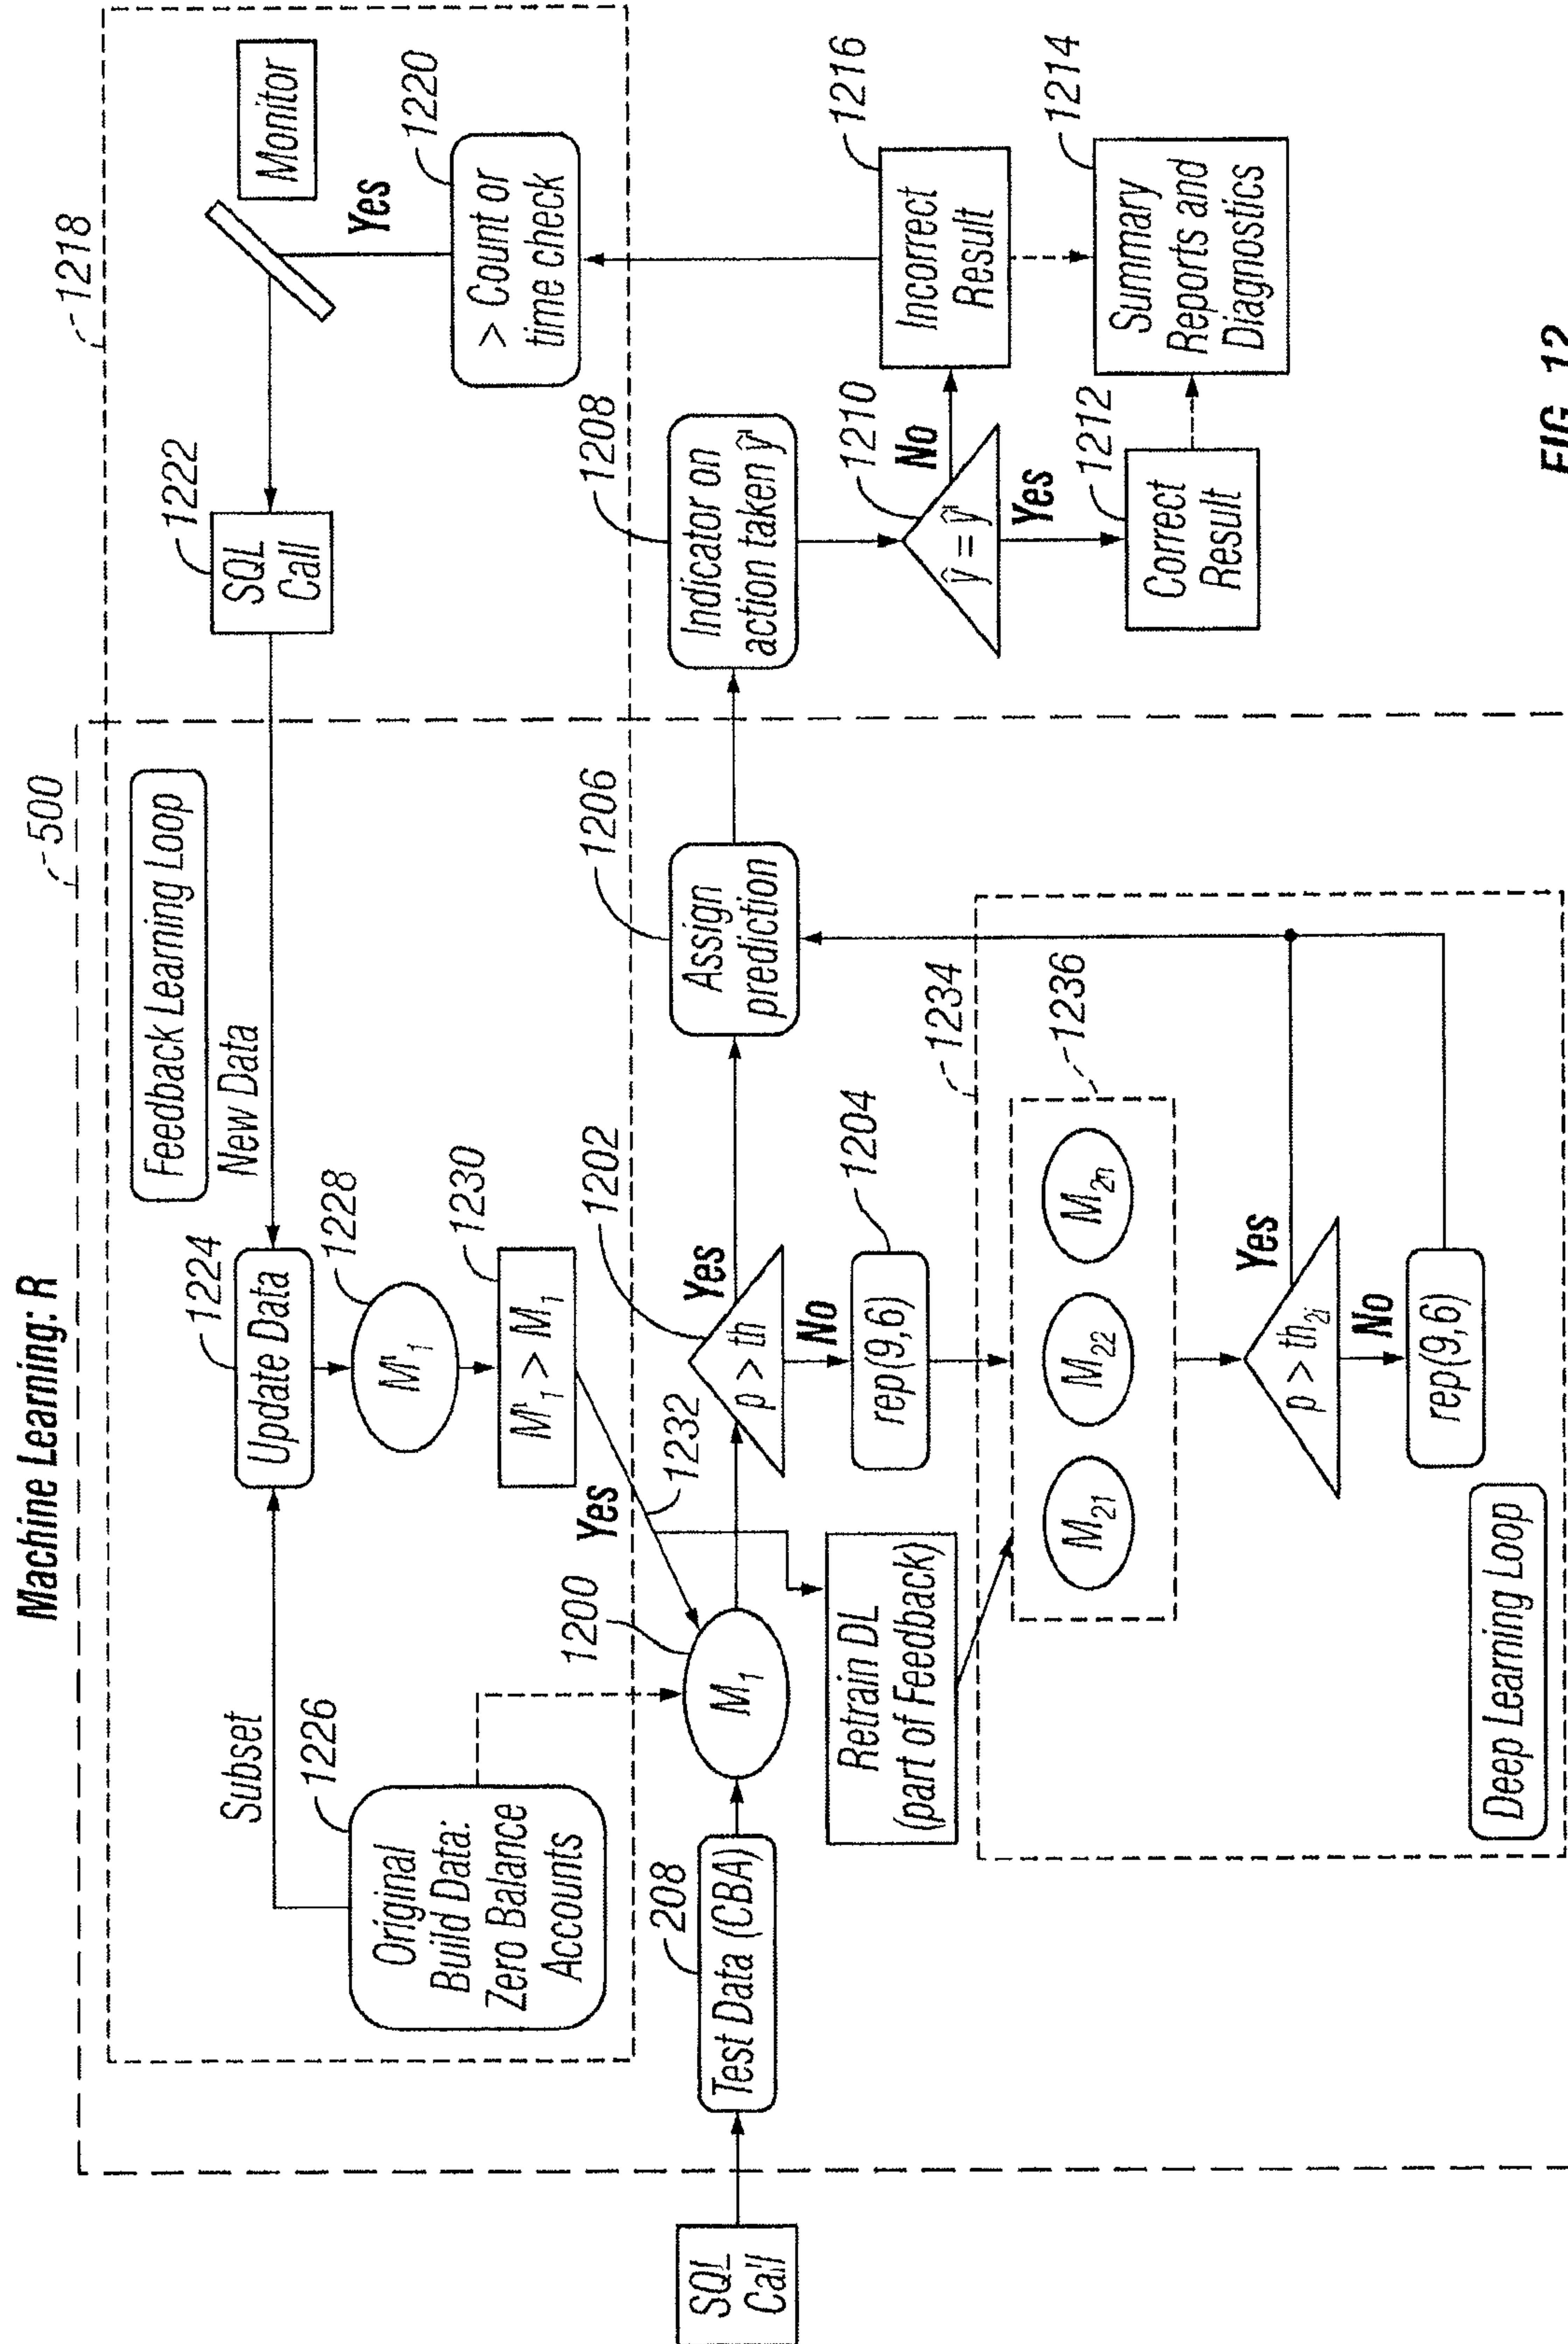 Machine Learning: R
500
1218
Feedback Learning Loop
Monitor
SQL
Call
1222
Yes
> Count or
time check
1220
New Data
Subset
Update Data
1224
M'₁
1228
M'₁ > M₁
1230
Original
Build Data:
Zero Balance
Accounts
1226
Yes
1232
SQL
Call
Test Data (CBA)
208
M₁
1200
p > th
1202
Yes
No
Assign
prediction
1206
Indicator on
action taken ŷ'
1208
ŷ = ŷ'
1210
No
Yes
Incorrect
Result
1216
Correct
Result
1212
Summary
Reports and
Diagnostics
1214
rep(9,6)
1204
Retrain DL
(part of Feedback)
1234
1236
M₂₁
M₂₂
M₂ₙ
p > th₂ᵢ
Yes
No
rep(9,6)
Deep Learning Loop
FIG. 12